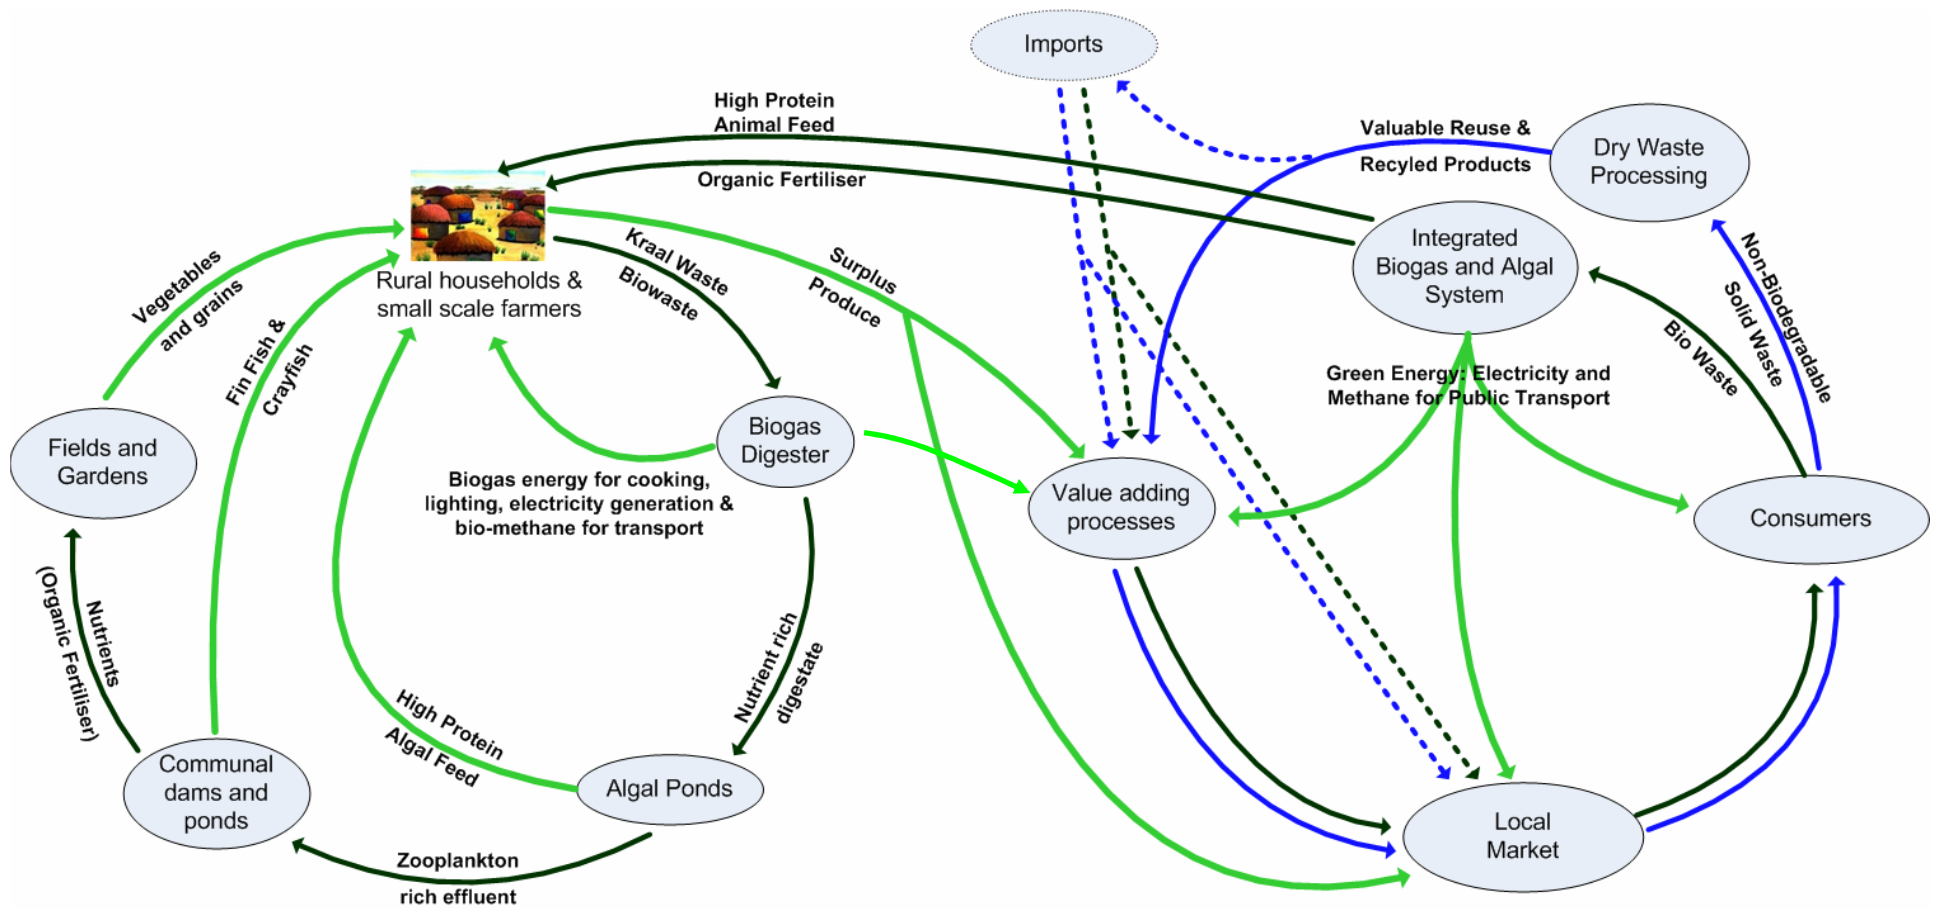 Imports
High Protein
Animal Feed
Organic Fertiliser
Valuable Reuse &
Recyled Products
Dry Waste
Processing
Integrated
Biogas and Algal
System
Rural households &
small scale farmers
Vegetables
and grains
Fin Fish &
Crayfish
Kraal Waste
Biowaste
Surplus
Produce
Non-Biodegradable
Solid Waste
Bio Waste
Green Energy: Electricity and
Methane for Public Transport
Fields and
Gardens
Biogas
Digester
Biogas energy for cooking,
lighting, electricity generation &
bio-methane for transport
Value adding
processes
Consumers
Nutrients
(Organic Fertiliser)
Nutrient rich
digestate
High Protein
Algal Feed
Communal
dams and
ponds
Algal Ponds
Zooplankton
rich effluent
Local
Market